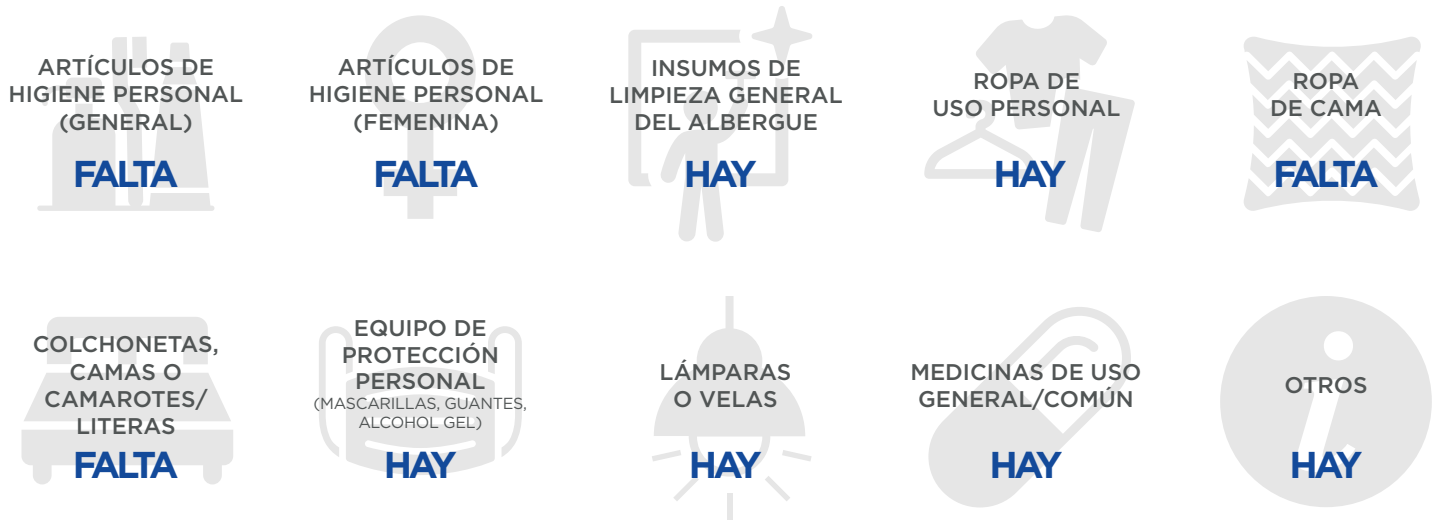 ARTÍCULOS DE
HIGIENE PERSONAL
(GENERAL)
FALTA
ARTÍCULOS DE
HIGIENE PERSONAL
(FEMENINA)
FALTA
INSUMOS DE
LIMPIEZA GENERAL
DEL ALBERGUE
HAY
ROPA DE
USO PERSONAL
HAY
ROPA
DE CAMA
FALTA
COLCHONETAS,
CAMAS O
CAMAROTES/
LITERAS
FALTA
EQUIPO DE
PROTECCIÓN
PERSONAL
(MASCARILLAS, GUANTES,
ALCOHOL GEL)
HAY
LÁMPARAS
O VELAS
HAY
MEDICINAS DE USO
GENERAL/COMÚN
HAY
OTROS
HAY